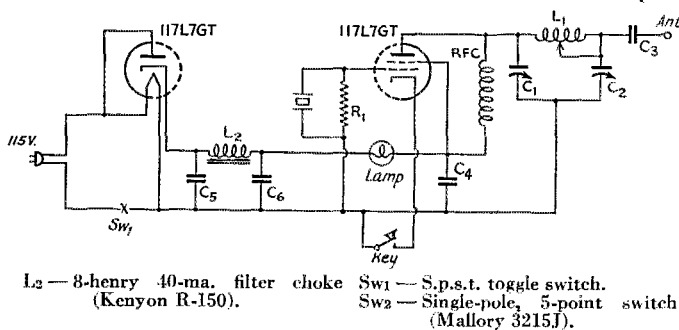 117L7GT
117L7GT
L1
Ant.
RFC
C3
C1
C2
R1
115V.
L2
Lamp
C4
C5
C6
Sw1
Key
L2 — 8-henry 40-ma. filter choke
(Kenyon R-150).
Sw1 — S.p.s.t. toggle switch.
Sw2 — Single-pole, 5-point switch
(Mallory 3215J).